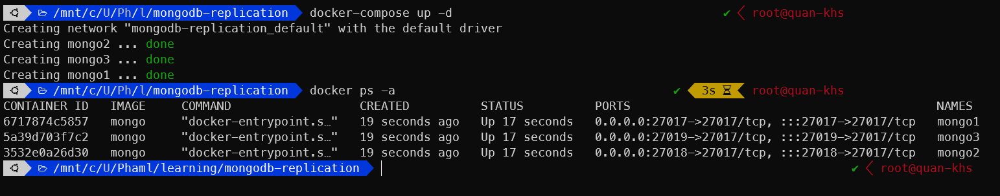 /mnt/c/U/Ph/l/mongodb-replication docker-compose up -d ✔ root@quan-khs
Creating network "mongodb-replication_default" with the default driver
Creating mongo2 ... done
Creating mongo3 ... done
Creating mongo1 ... done
/mnt/c/U/Ph/l/mongodb-replication docker ps -a ✔ 3s root@quan-khs
CONTAINER ID IMAGE COMMAND CREATED STATUS PORTS NAMES
6717874c5857 mongo "docker-entrypoint.s…" 19 seconds ago Up 17 seconds 0.0.0.0:27017->27017/tcp, :::27017->27017/tcp mongo1
5a39d703f7c2 mongo "docker-entrypoint.s…" 19 seconds ago Up 17 seconds 0.0.0.0:27019->27017/tcp, :::27019->27017/tcp mongo3
3532e0a26d30 mongo "docker-entrypoint.s…" 19 seconds ago Up 17 seconds 0.0.0.0:27018->27017/tcp, :::27018->27017/tcp mongo2
/mnt/c/U/Phaml/learning/mongodb-replication ✔ root@quan-khs